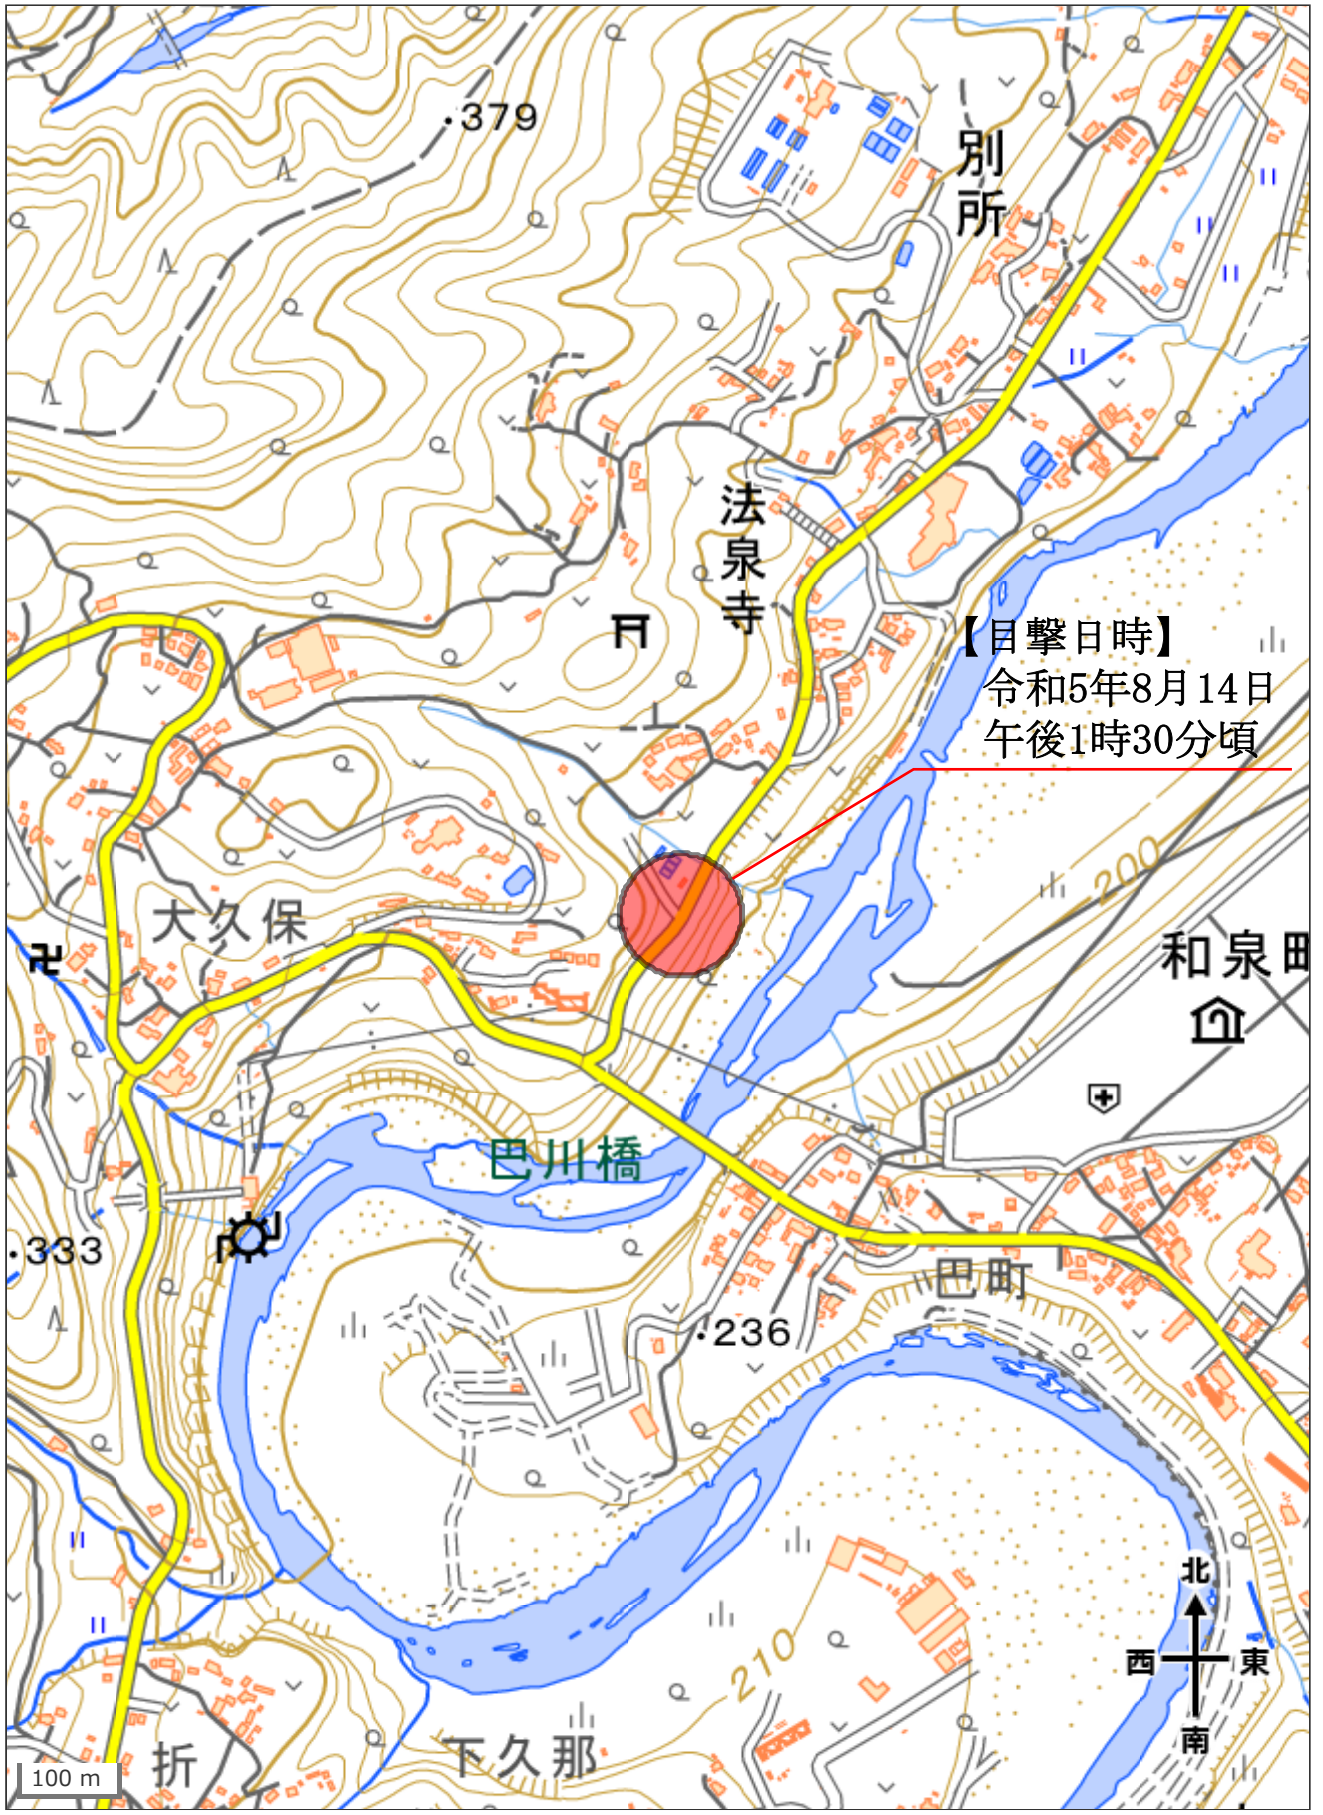 379
別所
法泉寺
【目撃日時】
令和5年8月14日
午後1時30分頃
200
大久保
和泉町
巴川橋
333
巴町
236
210
北
西
東
南
下久那
折
100 m